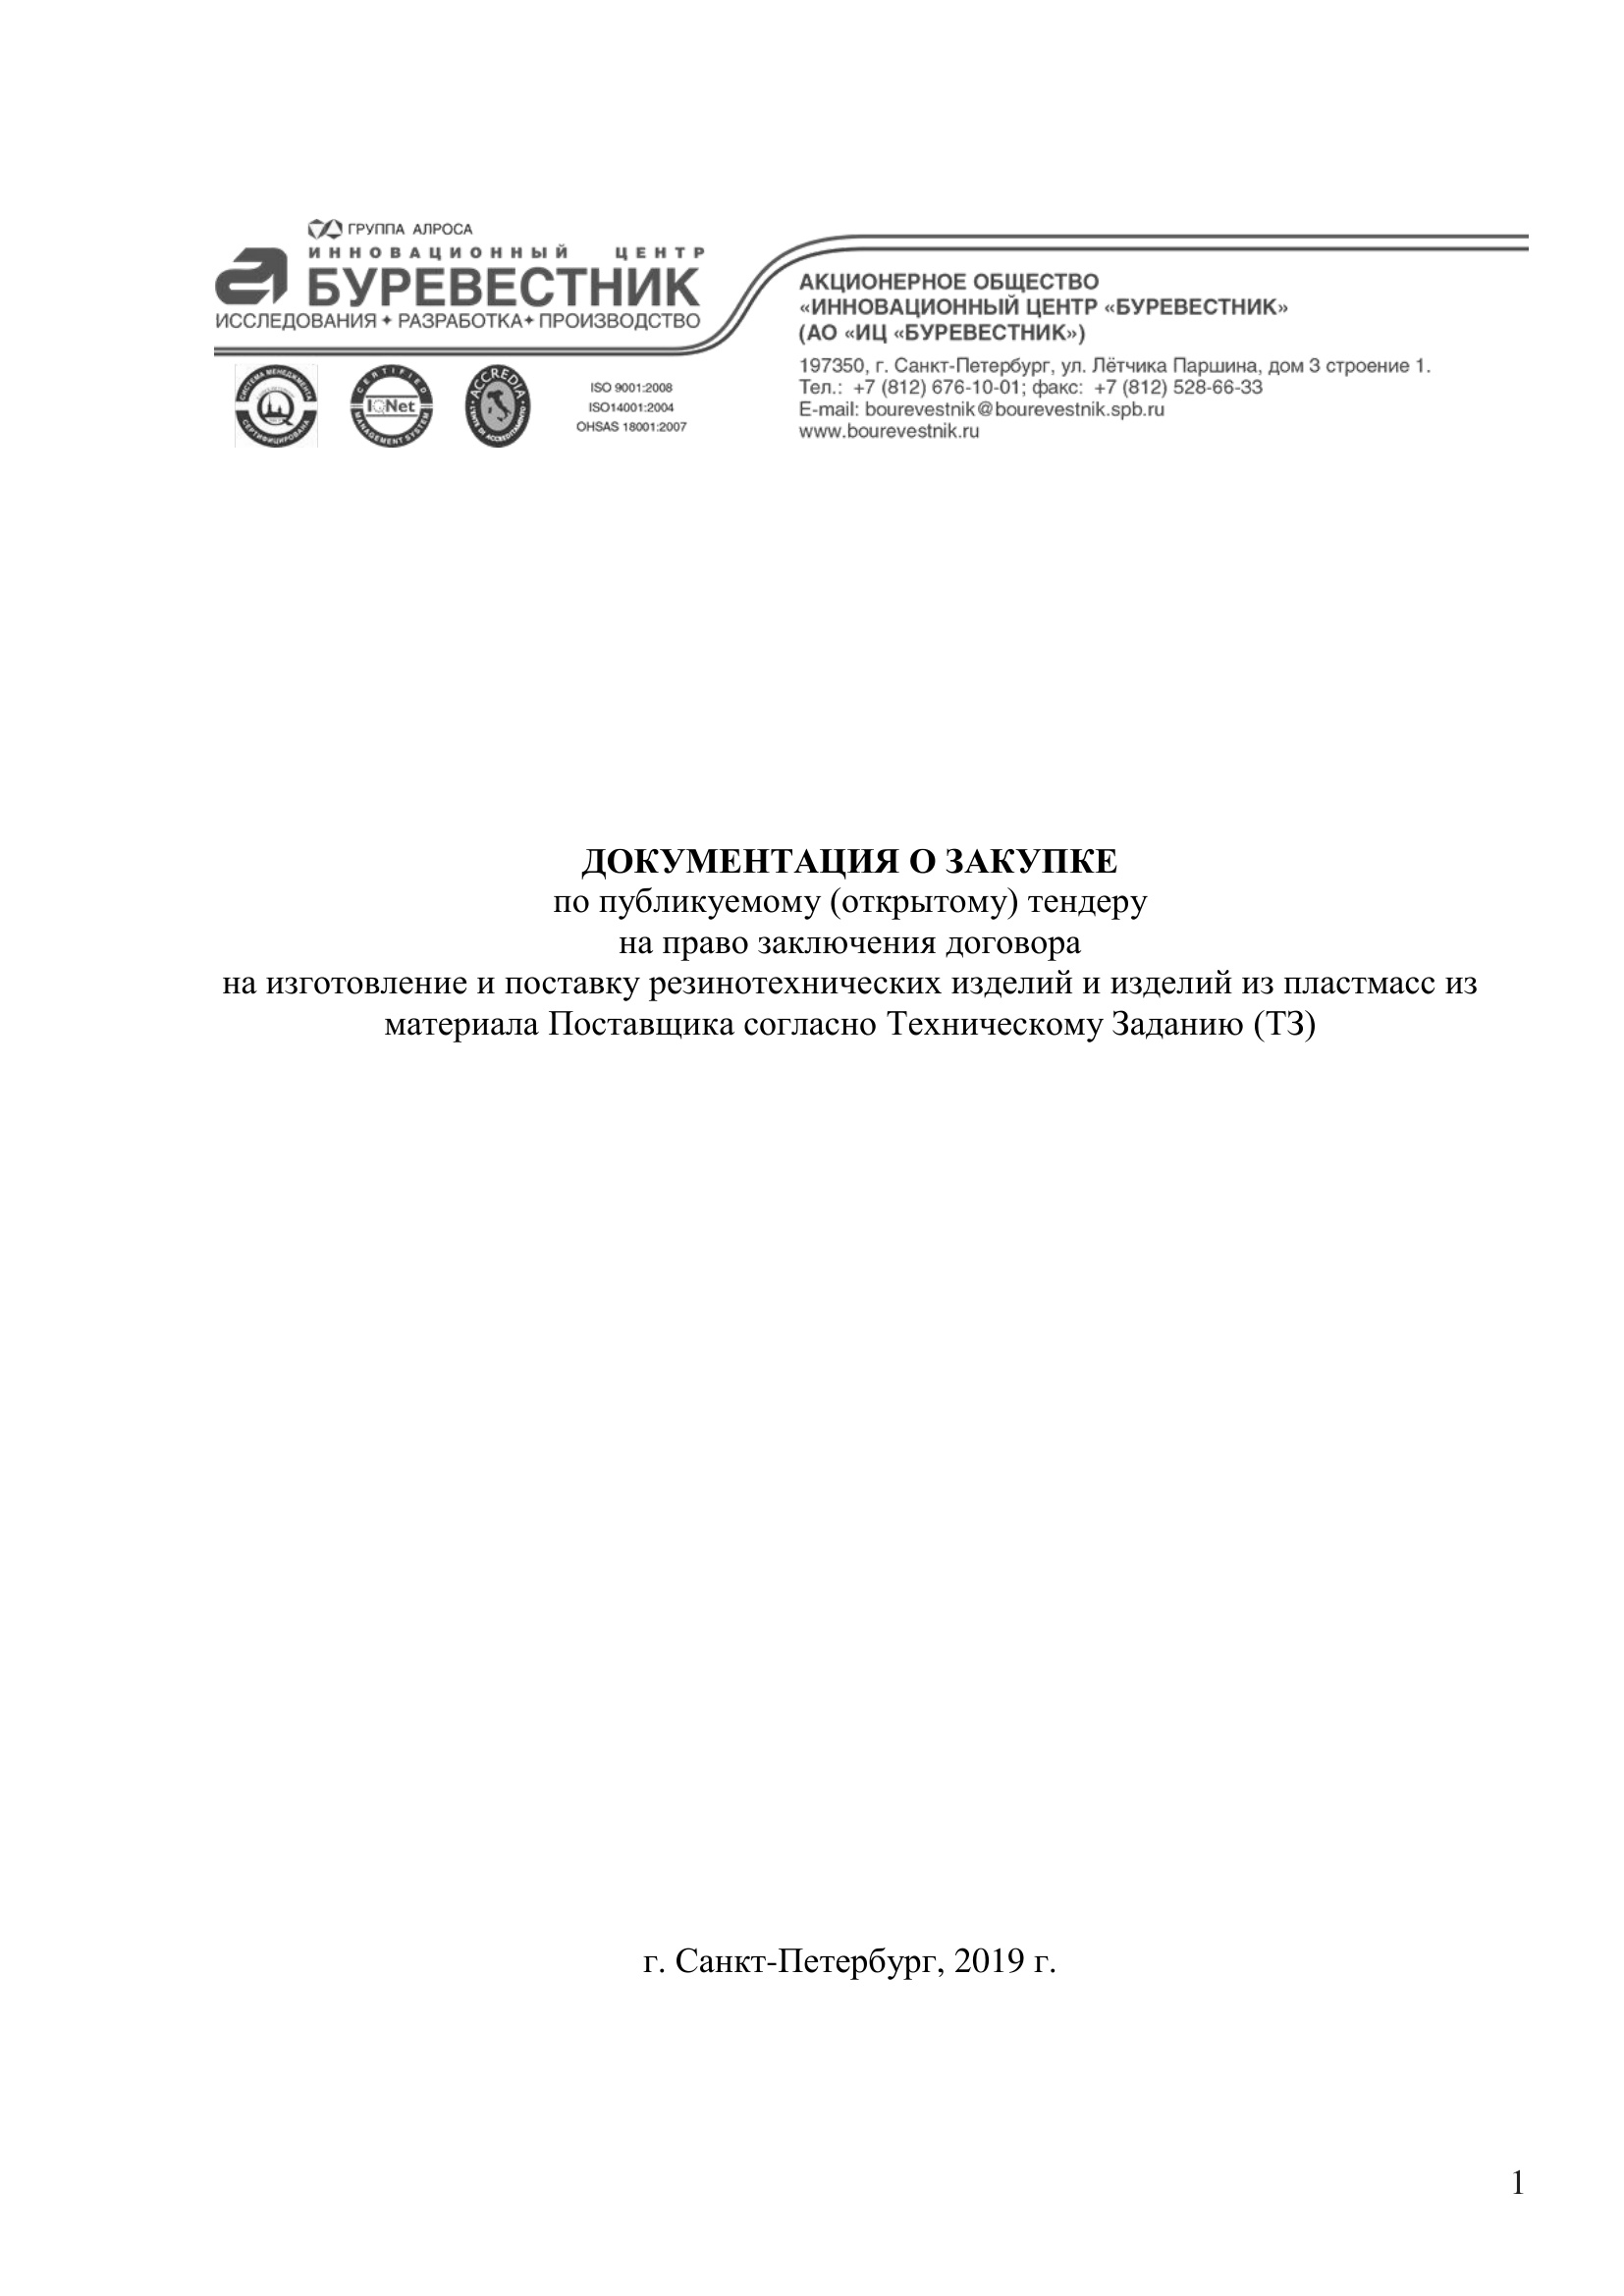 ГРУППА АЛРОСА
ИННОВАЦИОННЫЙ ЦЕНТР
БУРЕВЕСТНИК
ИССЛЕДОВАНИЯ ✦ РАЗРАБОТКА ✦ ПРОИЗВОДСТВО
СИСТЕМА МЕНЕДЖМЕНТА
СЕРТИФИЦИРОВАНА
CERTIFIED
IQNet
MANAGEMENT SYSTEM
ACCREDIA
L'ENTE DI ACCREDITAMENTO
ISO 9001:2008
ISO14001:2004
OHSAS 18001:2007
АКЦИОНЕРНОЕ ОБЩЕСТВО
«ИННОВАЦИОННЫЙ ЦЕНТР «БУРЕВЕСТНИК»
(АО «ИЦ «БУРЕВЕСТНИК»)
197350, г. Санкт-Петербург, ул. Лётчика Паршина, дом 3 строение 1.
Тел.: +7 (812) 676-10-01; факс: +7 (812) 528-66-33
E-mail: bourevestnik@bourevestnik.spb.ru
www.bourevestnik.ru
ДОКУМЕНТАЦИЯ О ЗАКУПКЕ
по публикуемому (открытому) тендеру
на право заключения договора
на изготовление и поставку резинотехнических изделий и изделий из пластмасс из
материала Поставщика согласно Техническому Заданию (ТЗ)
г. Санкт-Петербург, 2019 г.
1